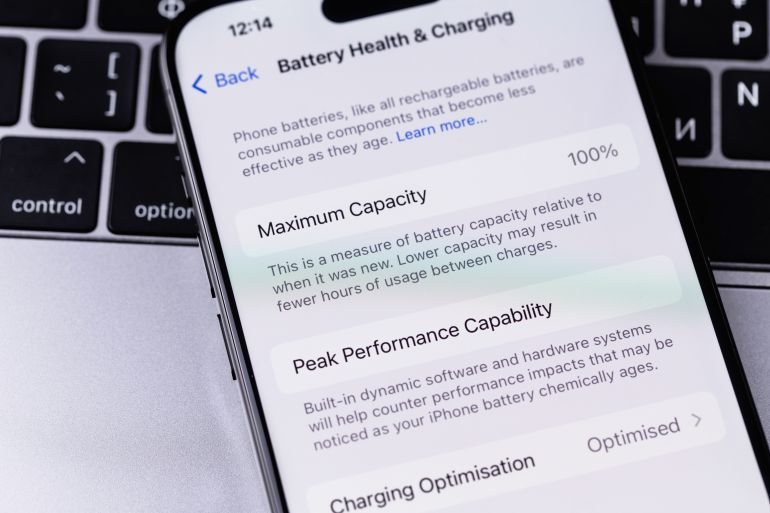 Ф
~ [
` ]
P
И
N
control
option
12:14
Back
Battery Health & Charging
Phone batteries, like all rechargeable batteries, are
consumable components that become less
effective as they age. Learn more...
Maximum Capacity 100%
This is a measure of battery capacity relative to
when it was new. Lower capacity may result in
fewer hours of usage between charges.
Peak Performance Capability
Built-in dynamic software and hardware systems
will help counter performance impacts that may be
noticed as your iPhone battery chemically ages.
Charging Optimisation Optimised